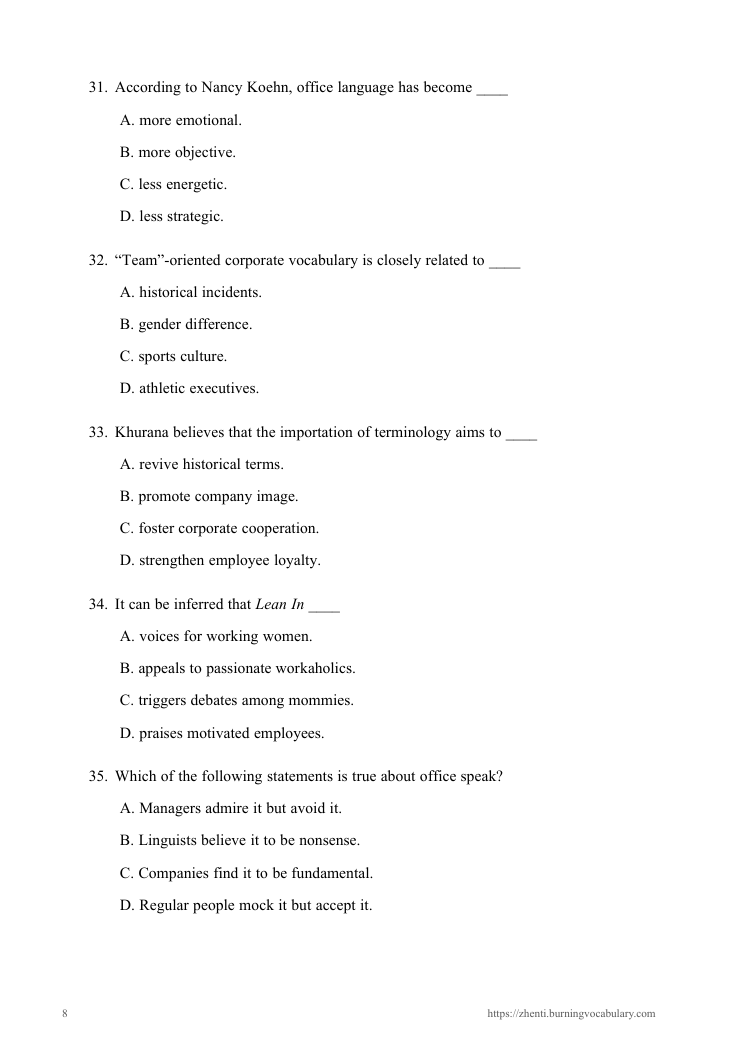 31. According to Nancy Koehn, office language has become ____
A. more emotional.
B. more objective.
C. less energetic.
D. less strategic.
32. “Team”-oriented corporate vocabulary is closely related to ____
A. historical incidents.
B. gender difference.
C. sports culture.
D. athletic executives.
33. Khurana believes that the importation of terminology aims to ____
A. revive historical terms.
B. promote company image.
C. foster corporate cooperation.
D. strengthen employee loyalty.
34. It can be inferred that Lean In ____
A. voices for working women.
B. appeals to passionate workaholics.
C. triggers debates among mommies.
D. praises motivated employees.
35. Which of the following statements is true about office speak?
A. Managers admire it but avoid it.
B. Linguists believe it to be nonsense.
C. Companies find it to be fundamental.
D. Regular people mock it but accept it.
8 https://zhenti.burningvocabulary.com